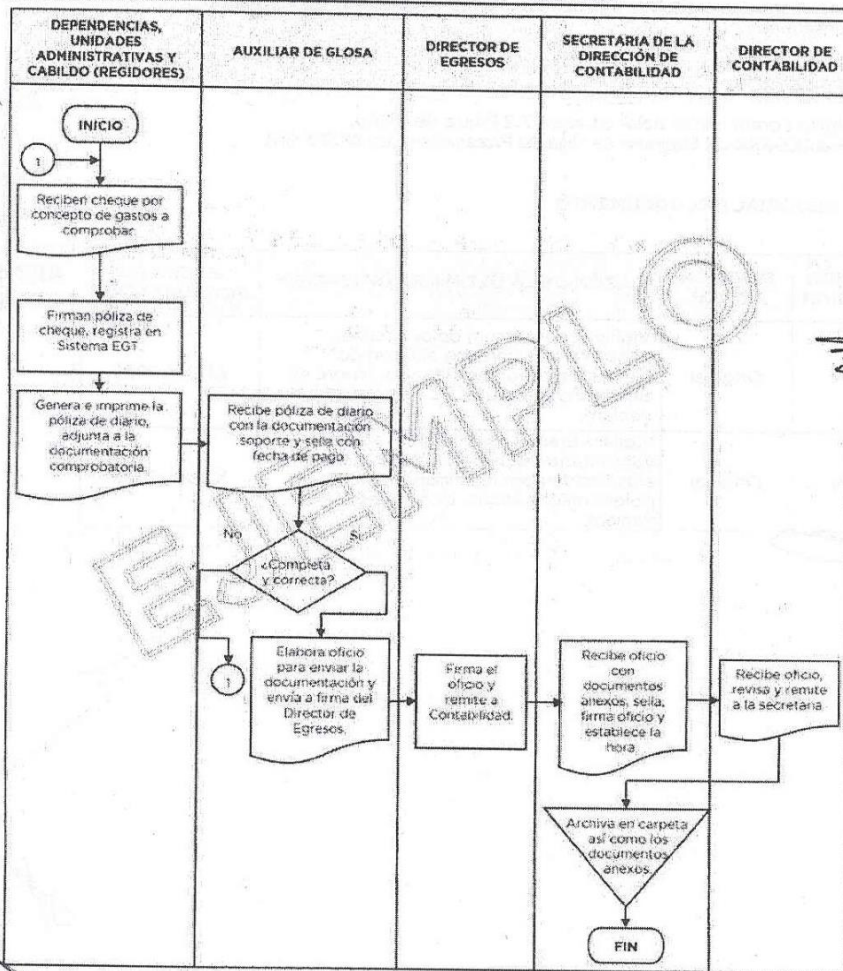 DEPENDENCIAS,
UNIDADES
ADMINISTRATIVAS Y
CABILDO (REGIDORES)
AUXILIAR DE GLOSA
DIRECTOR DE
EGRESOS
SECRETARIA DE LA
DIRECCIÓN DE
CONTABILIDAD
DIRECTOR DE
CONTABILIDAD
INICIO
1
Reciben cheque por
concepto de gastos a
comprobar.
Firman póliza de
cheque, registra en
Sistema EGT.
Genera e imprime la
póliza de diario,
adjunta a la
documentación
comprobatoria.
Recibe póliza de diario
con la documentación
soporte y sella con
fecha de pago
No
Si
¿Completa
y correcta?
1
Elabora oficio
para enviar la
documentación y
envía a firma del
Director de
Egresos.
Firma el
oficio y
remite a
Contabilidad.
Recibe oficio
con
documentos
anexos, sella,
firma oficio y
establece la
hora.
Recibe oficio,
revisa y remite
a la secretaria.
Archiva en carpeta
así como los
documentos
anexos.
FIN
EJEMPL
©